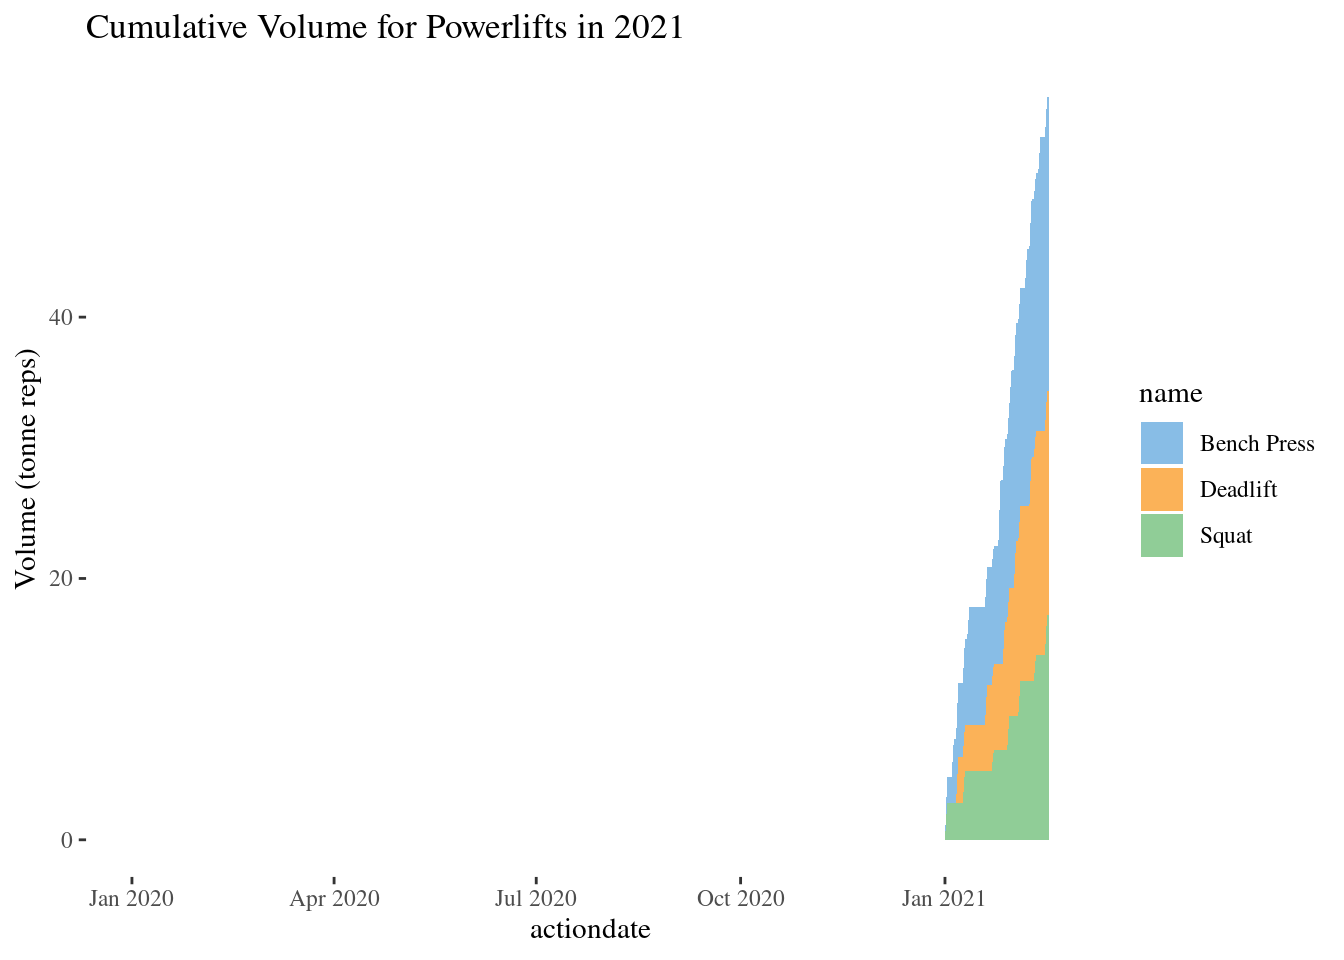 Cumulative Volume for Powerlifts in 2021
Volume (tonne reps)
40
20
0
Jan 2020
Apr 2020
Jul 2020
Oct 2020
Jan 2021
actiondate
name
Bench Press
Deadlift
Squat